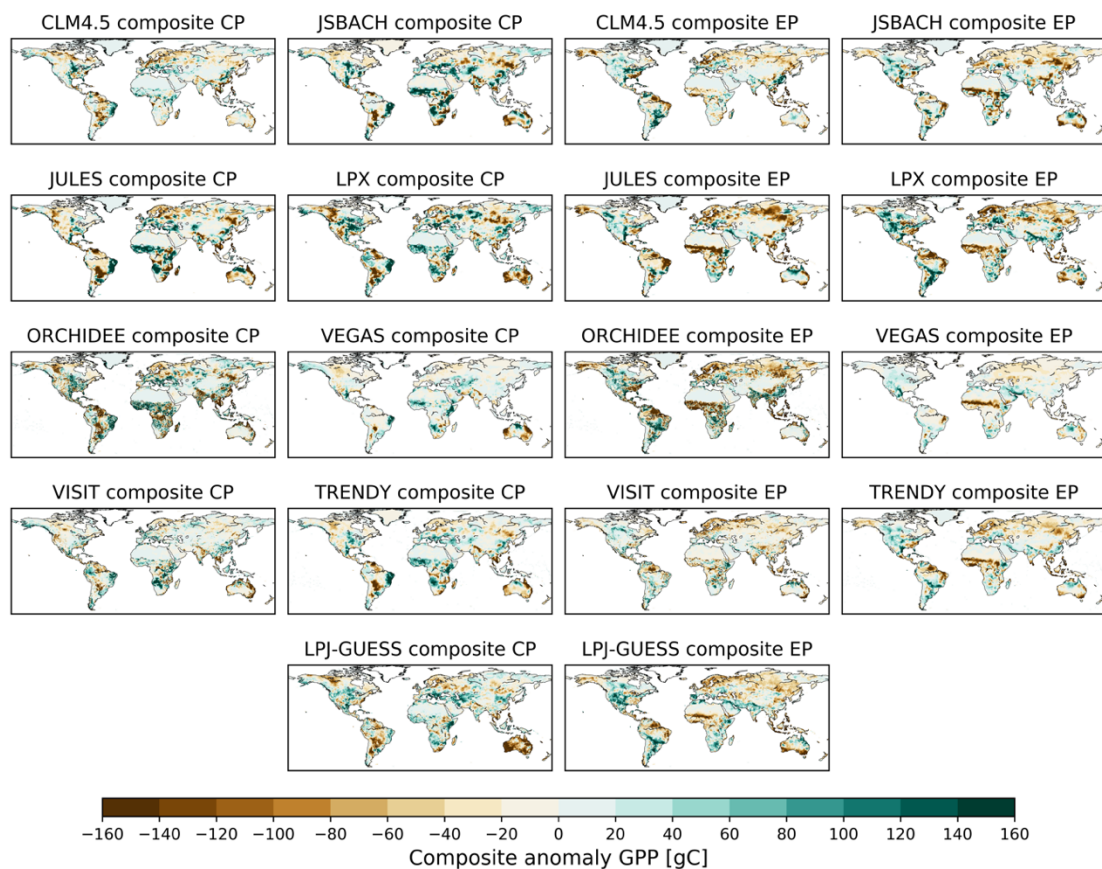 CLM4.5 composite CP JSBACH composite CP CLM4.5 composite EP JSBACH composite EP
JULES composite CP LPX composite CP JULES composite EP LPX composite EP
ORCHIDEE composite CP VEGAS composite CP ORCHIDEE composite EP VEGAS composite EP
VISIT composite CP TRENDY composite CP VISIT composite EP TRENDY composite EP
LPJ-GUESS composite CP LPJ-GUESS composite EP
−160 −140 −120 −100 −80 −60 −40 −20 0 20 40 60 80 100 120 140 160
Composite anomaly GPP [gC]